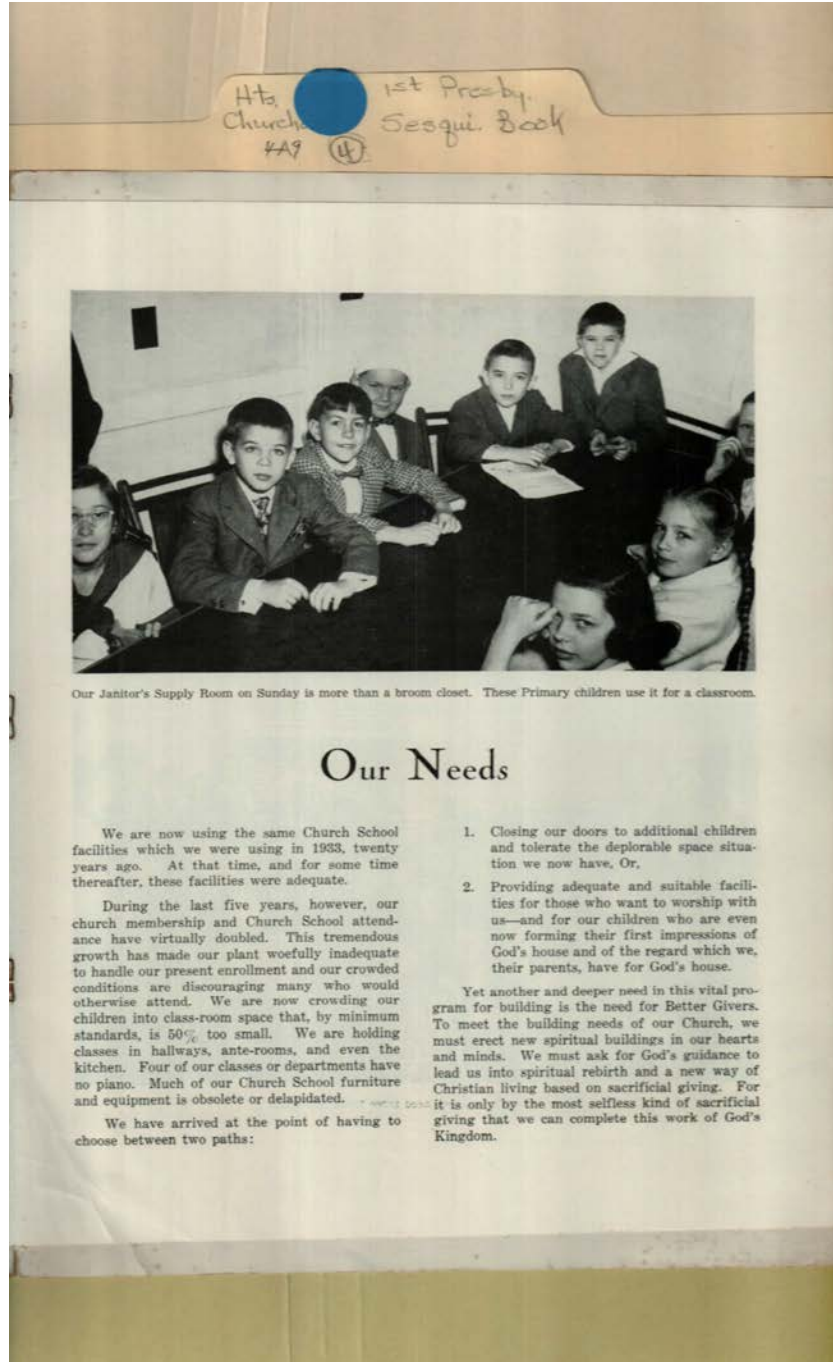 Hts. 1st Presby.
Church Sesqui. Book
4A9 4
Our Janitor's Supply Room on Sunday is more than a broom closet. These Primary children use it for a classroom.
Our Needs
We are now using the same Church School
facilities which we were using in 1933, twenty
years ago. At that time, and for some time
thereafter, these facilities were adequate.
During the last five years, however, our
church membership and Church School attend-
ance have virtually doubled. This tremendous
growth has made our plant woefully inadequate
to handle our present enrollment and our crowded
conditions are discouraging many who would
otherwise attend. We are now crowding our
children into class-room space that, by minimum
standards, is 50% too small. We are holding
classes in hallways, ante-rooms, and even the
kitchen. Four of our classes or departments have
no piano. Much of our Church School furniture
and equipment is obsolete or delapidated.
We have arrived at the point of having to
choose between two paths:
1. Closing our doors to additional children
and tolerate the deplorable space situa-
tion we now have, Or,
2. Providing adequate and suitable facili-
ties for those who want to worship with
us—and for our children who are even
now forming their first impressions of
God's house and of the regard which we,
their parents, have for God's house.
Yet another and deeper need in this vital pro-
gram for building is the need for Better Givers.
To meet the building needs of our Church, we
must erect new spiritual buildings in our hearts
and minds. We must ask for God's guidance to
lead us into spiritual rebirth and a new way of
Christian living based on sacrificial giving. For
it is only by the most selfless kind of sacrificial
giving that we can complete this work of God's
Kingdom.